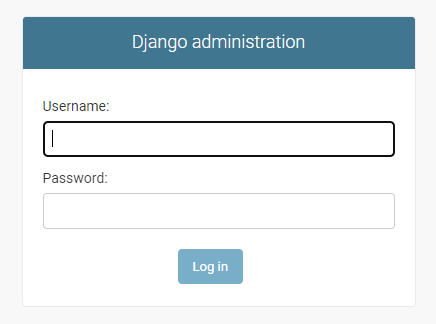 Django administration
Username:
Password:
Log in